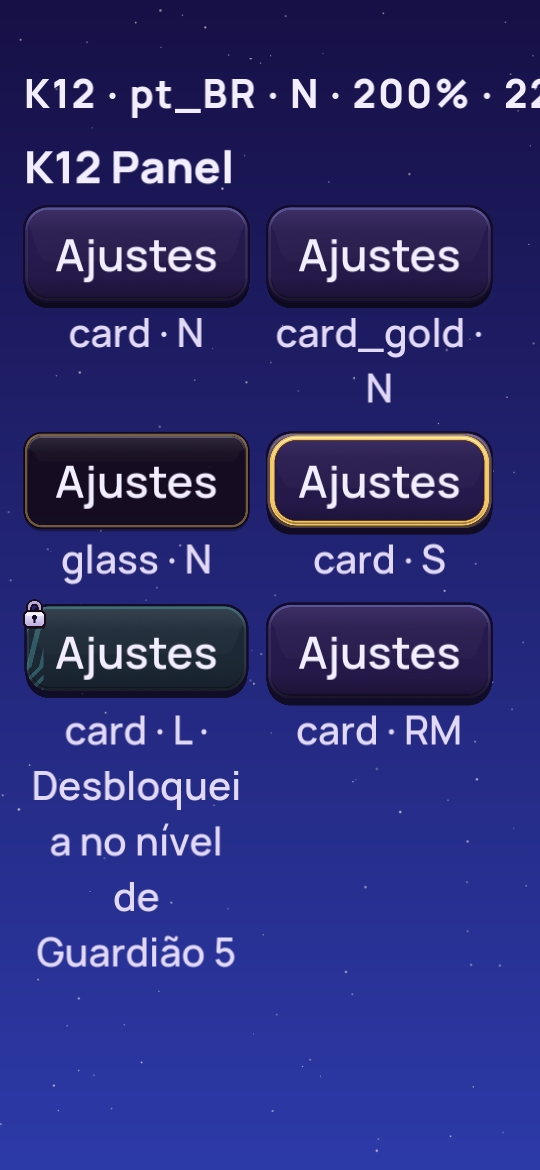 K12 · pt_BR · N · 200% · 22
K12 Panel
Ajustes
Ajustes
card · N
card_gold ·
N
Ajustes
Ajustes
glass · N
card · S
Ajustes
Ajustes
card · L ·
Desbloquei
a no nível
de
Guardião 5
card · RM